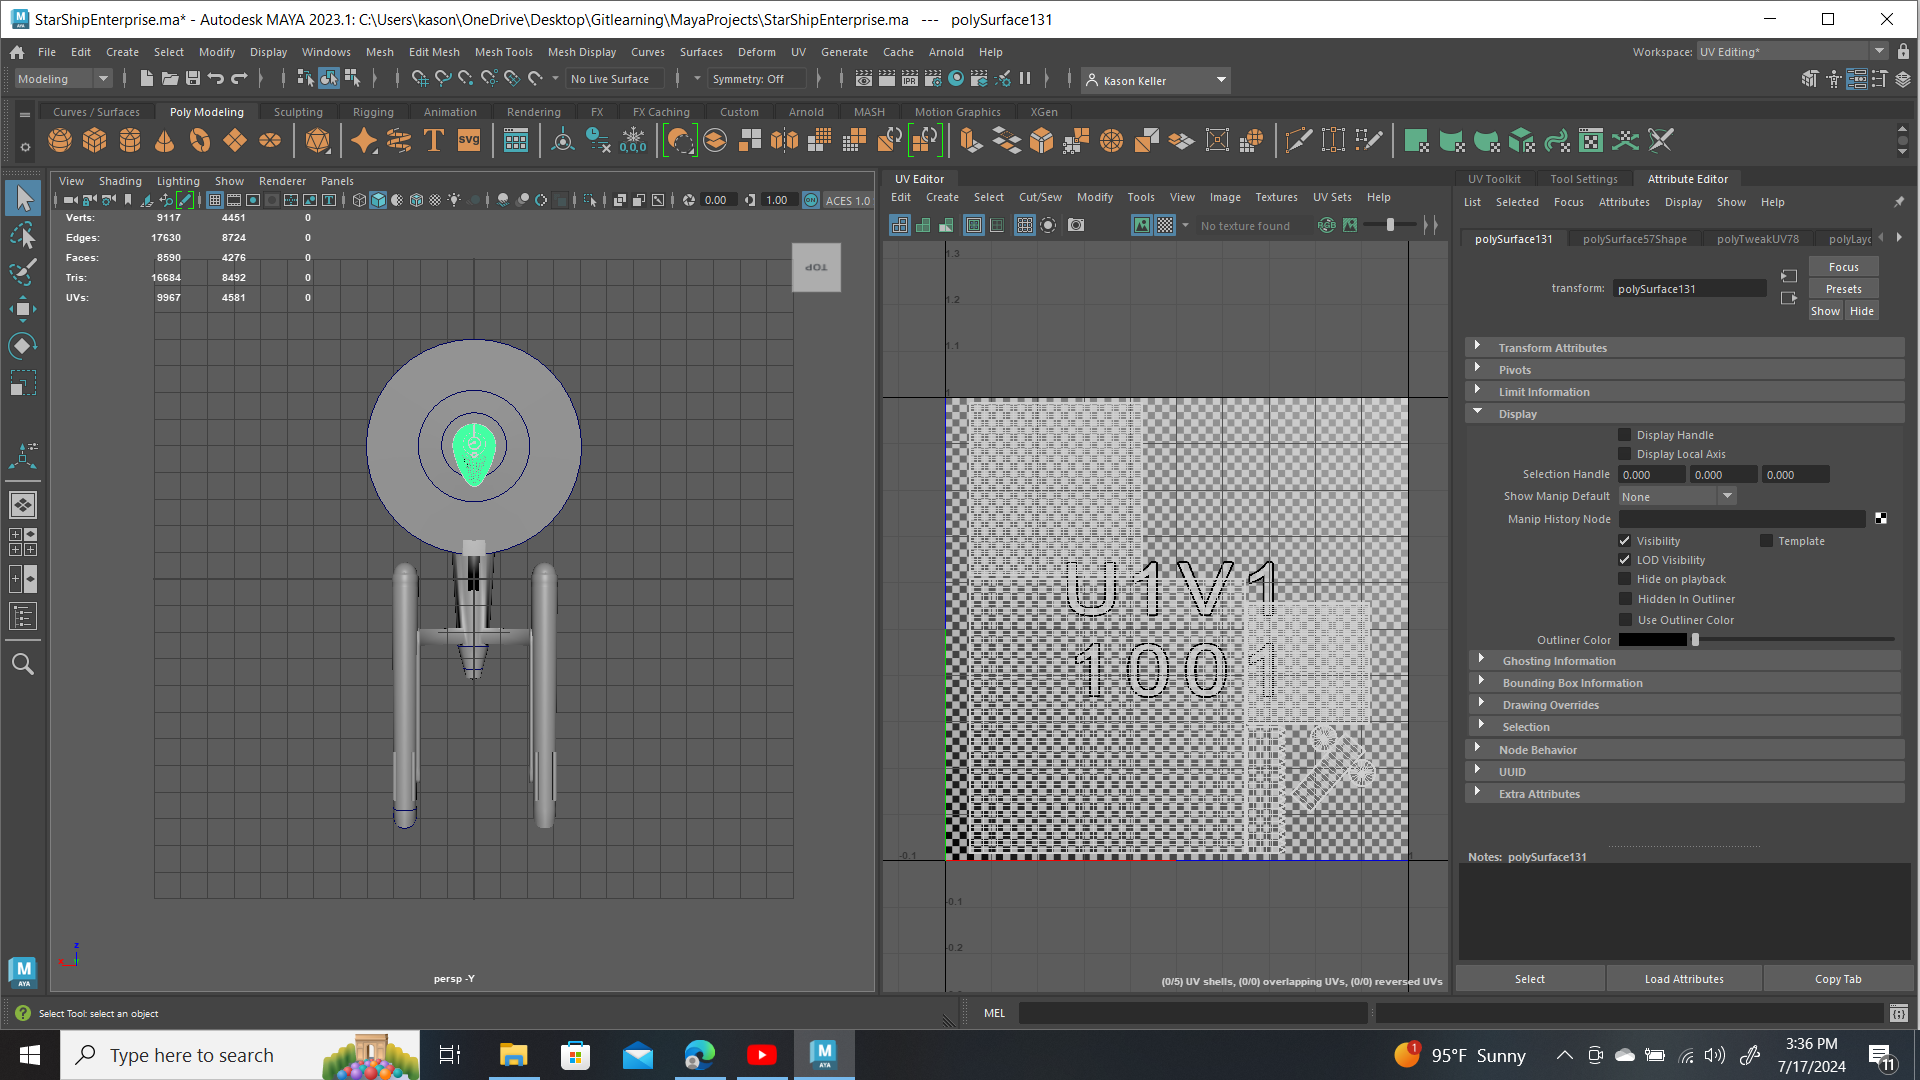 StarShipEnterprise.ma* - Autodesk MAYA 2023.1: C:\Users\kason\OneDrive\Desktop\Gitlearning\MayaProjects\StarShipEnterprise.ma --- polySurface131
File Edit Create Select Modify Display Windows Mesh Edit Mesh Mesh Tools Mesh Display Curves Surfaces Deform UV Generate Cache Arnold Help
Workspace: UV Editing*
Modeling
No Live Surface
Symmetry: Off
Kason Keller
Curves / Surfaces Poly Modeling Sculpting Rigging Animation Rendering FX FX Caching Custom Arnold MASH Motion Graphics XGen
View Shading Lighting Show Renderer Panels
0.00 1.00 ACES 1.0
Verts: 9117 4451 0
Edges: 17630 8724 0
Faces: 8590 4276 0
Tris: 16684 8492 0
UVs: 9967 4581 0
TOP
z
x
persp -Y
UV Editor
Edit Create Select Cut/Sew Modify Tools View Image Textures UV Sets Help
No texture found
1.3
1.2
1.1
1
U1V1
1001
-0.1
-0.1
-0.2
(0/5) UV shells, (0/0) overlapping UVs, (0/0) reversed UVs
UV Toolkit Tool Settings Attribute Editor
List Selected Focus Attributes Display Show Help
polySurface131 polySurface57Shape polyTweakUV78 polyLayo
transform: polySurface131
Focus
Presets
Show Hide
Transform Attributes
Pivots
Limit Information
Display
Display Handle
Display Local Axis
Selection Handle 0.000 0.000 0.000
Show Manip Default None
Manip History Node
Visibility Template
LOD Visibility
Hide on playback
Hidden In Outliner
Use Outliner Color
Outliner Color
Ghosting Information
Bounding Box Information
Drawing Overrides
Selection
Node Behavior
UUID
Extra Attributes
Notes: polySurface131
Select Load Attributes Copy Tab
Select Tool: select an object
MEL
Type here to search
95°F Sunny
3:36 PM
7/17/2024
11